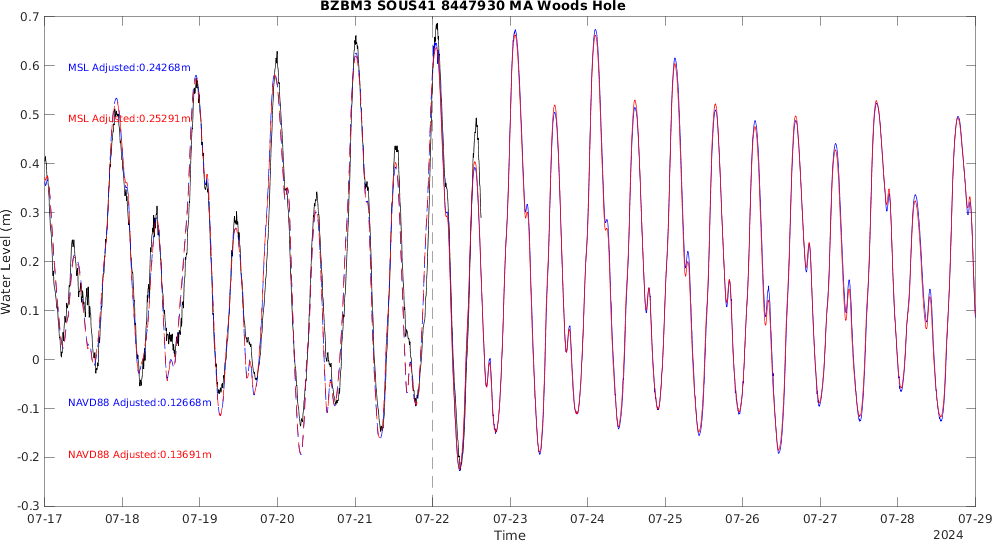 BZBM3 SOUS41 8447930 MA Woods Hole
0.7
0.6
0.5
0.4
0.3
0.2
0.1
0
-0.1
-0.2
-0.3
Water Level (m)
MSL Adjusted:0.24268m
MSL Adjusted:0.25291m
NAVD88 Adjusted:0.12668m
NAVD88 Adjusted:0.13691m
07-17 07-18 07-19 07-20 07-21 07-22 07-23 07-24 07-25 07-26 07-27 07-28 07-29
Time
2024